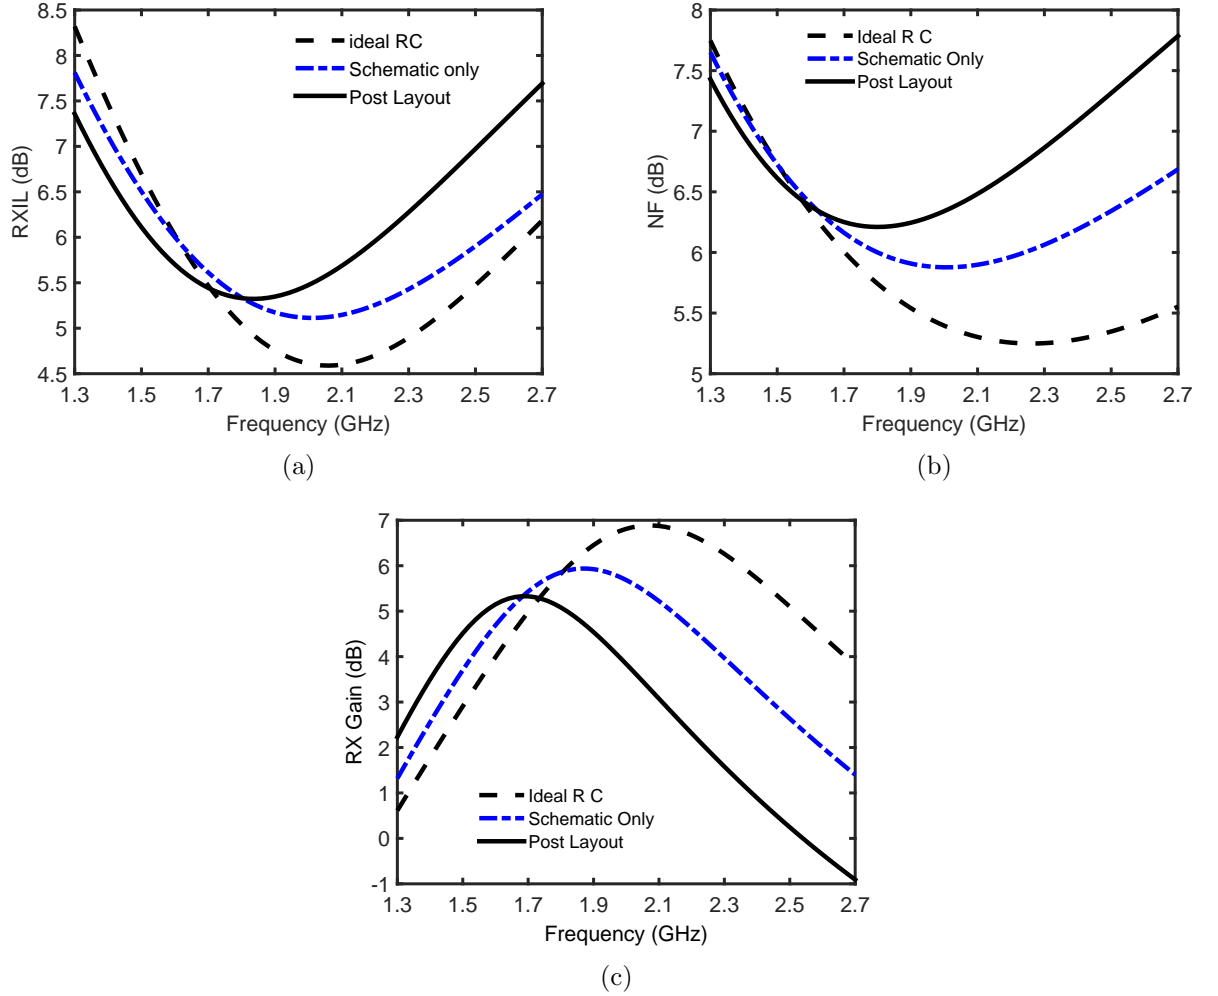 8.5
8
7.5
7
6.5
6
5.5
5
4.5
RXIL (dB)
ideal RC
Schematic only
Post Layout
1.3 1.5 1.7 1.9 2.1 2.3 2.5 2.7
Frequency (GHz)
(a)
8
7.5
7
6.5
6
5.5
5
NF (dB)
Ideal R C
Schematic Only
Post Layout
1.3 1.5 1.7 1.9 2.1 2.3 2.5 2.7
Frequency (GHz)
(b)
7
6
5
4
3
2
1
0
-1
RX Gain (dB)
Ideal R C
Schematic Only
Post Layout
1.3 1.5 1.7 1.9 2.1 2.3 2.5 2.7
Frequency (GHz)
(c)